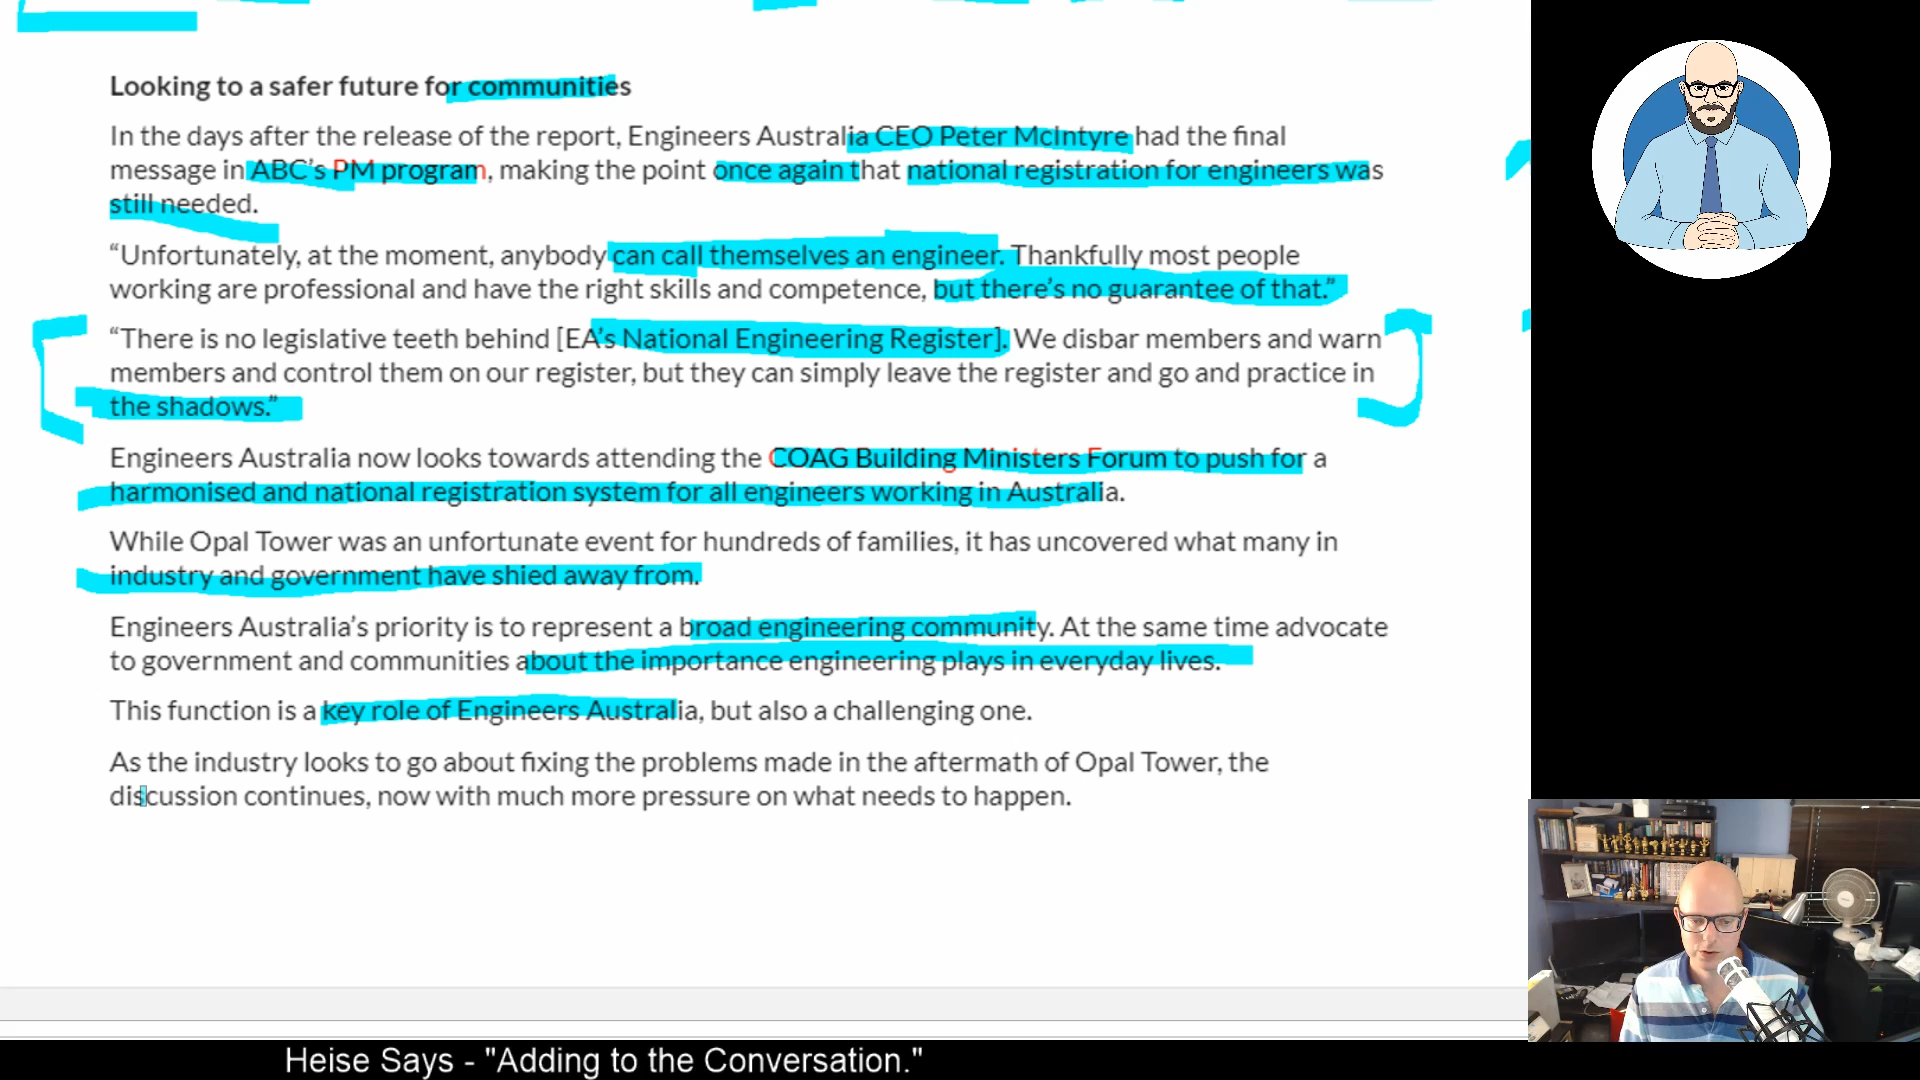 Looking to a safer future for communities
In the days after the release of the report, Engineers Australia CEO Peter McIntyre had the final
message in ABC’s PM program, making the point once again that national registration for engineers was
still needed.
“Unfortunately, at the moment, anybody can call themselves an engineer. Thankfully most people
working are professional and have the right skills and competence, but there’s no guarantee of that.”
“There is no legislative teeth behind [EA’s National Engineering Register]. We disbar members and warn
members and control them on our register, but they can simply leave the register and go and practice in
the shadows.”
Engineers Australia now looks towards attending the COAG Building Ministers Forum to push for a
harmonised and national registration system for all engineers working in Australia.
While Opal Tower was an unfortunate event for hundreds of families, it has uncovered what many in
industry and government have shied away from.
Engineers Australia’s priority is to represent a broad engineering community. At the same time advocate
to government and communities about the importance engineering plays in everyday lives.
This function is a key role of Engineers Australia, but also a challenging one.
As the industry looks to go about fixing the problems made in the aftermath of Opal Tower, the
discussion continues, now with much more pressure on what needs to happen.
Heise Says - "Adding to the Conversation."